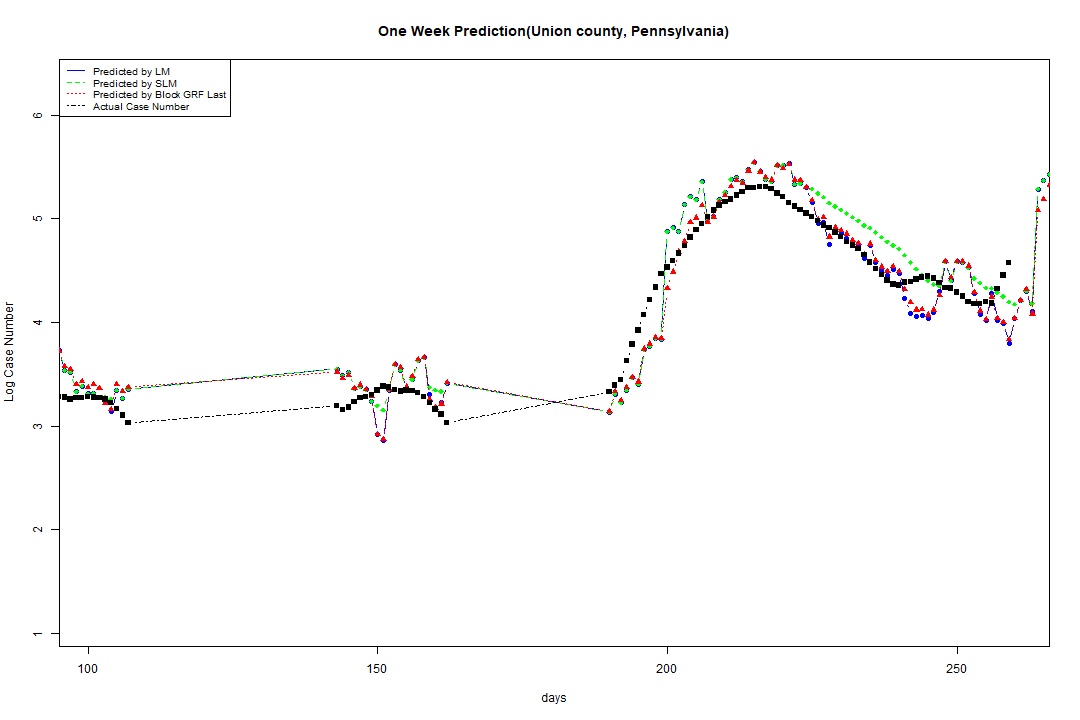 One Week Prediction(Union county, Pennsylvania)
Predicted by LM
Predicted by SLM
Predicted by Block GRF Last
Actual Case Number
Log Case Number
6
5
4
3
2
1
100 150 200 250
days